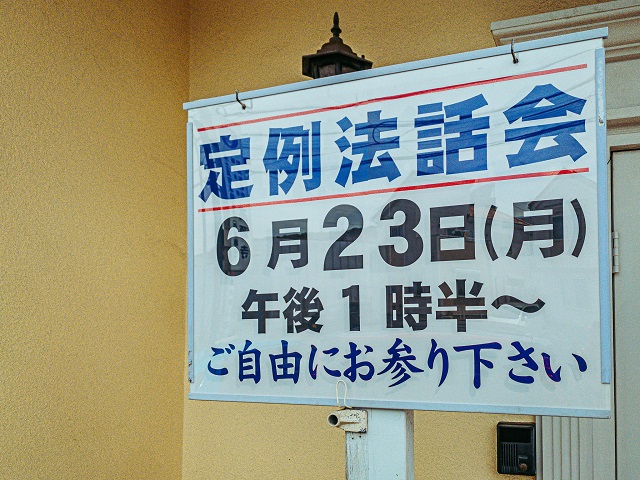 定例法話会
6月23日(月)
午後1時半〜
ご自由にお参り下さい